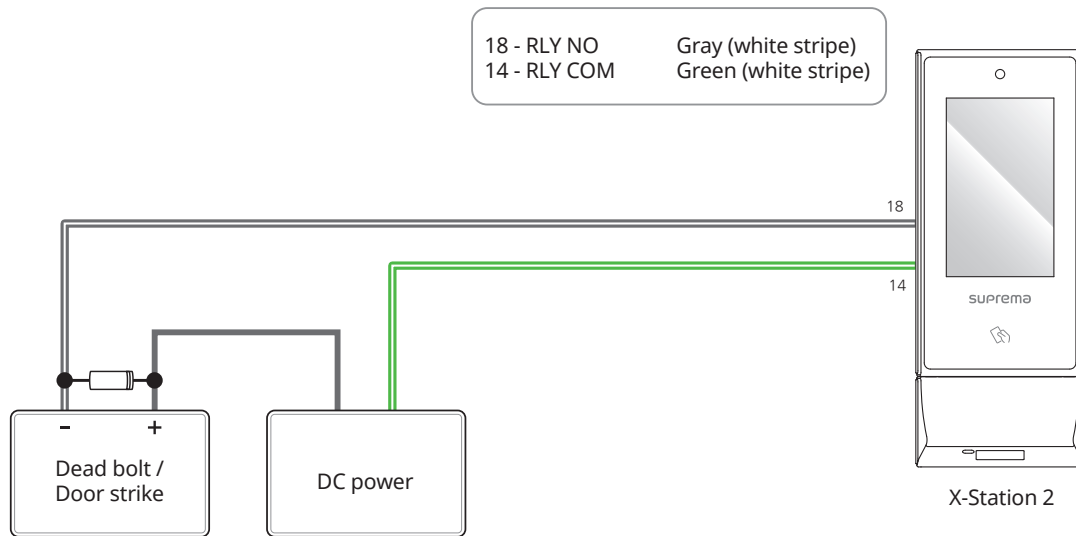 18 - RLY NO Gray (white stripe)
14 - RLY COM Green (white stripe)
18
14
suprema
- +
Dead bolt /
Door strike
DC power
X-Station 2